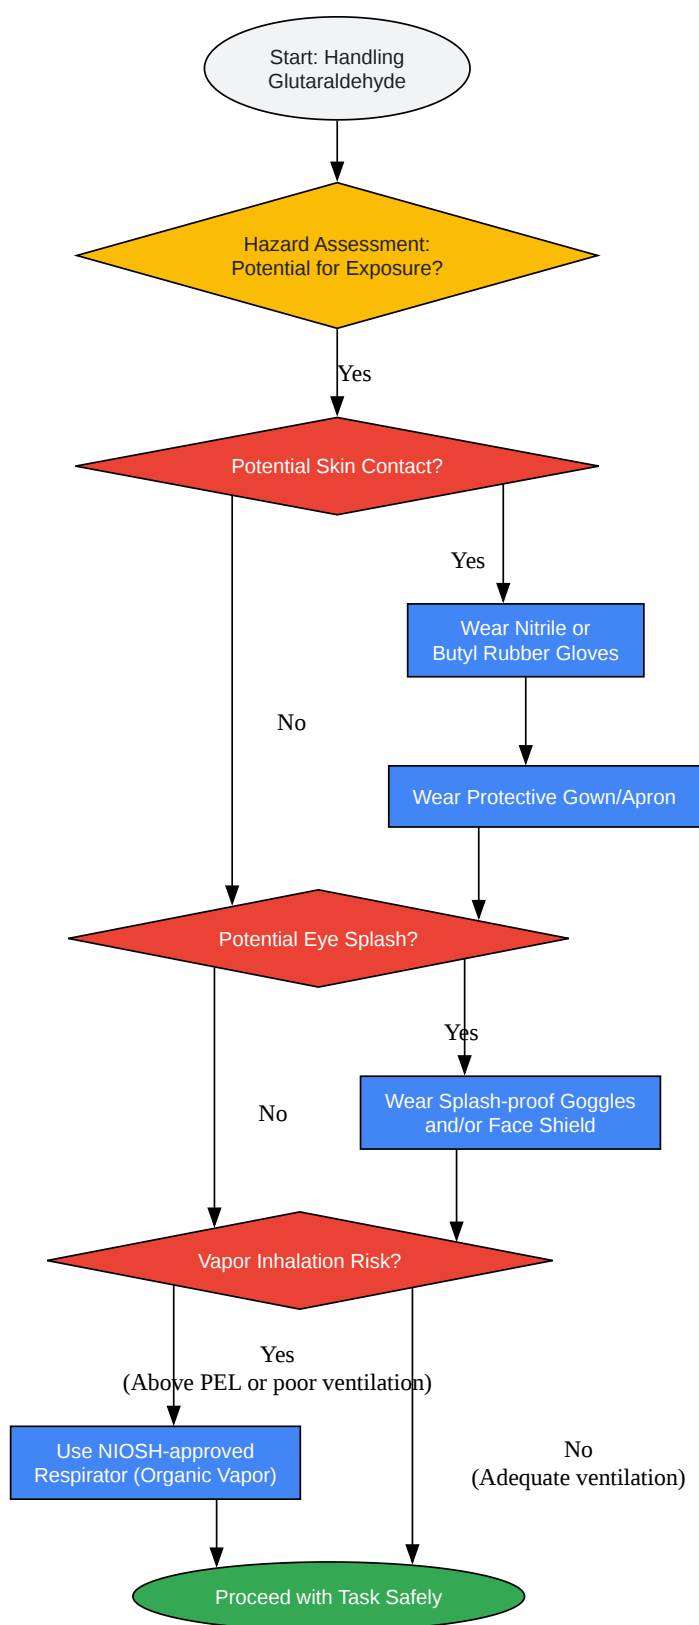 Start: Handling
Glutaraldehyde
Hazard Assessment:
Potential for Exposure?
Yes
Potential Skin Contact?
Yes
Wear Nitrile or
Butyl Rubber Gloves
No
Wear Protective Gown/Apron
Potential Eye Splash?
Yes
Wear Splash-proof Goggles
and/or Face Shield
No
Vapor Inhalation Risk?
Yes
(Above PEL or poor ventilation)
Use NIOSH-approved
Respirator (Organic Vapor)
No
(Adequate ventilation)
Proceed with Task Safely